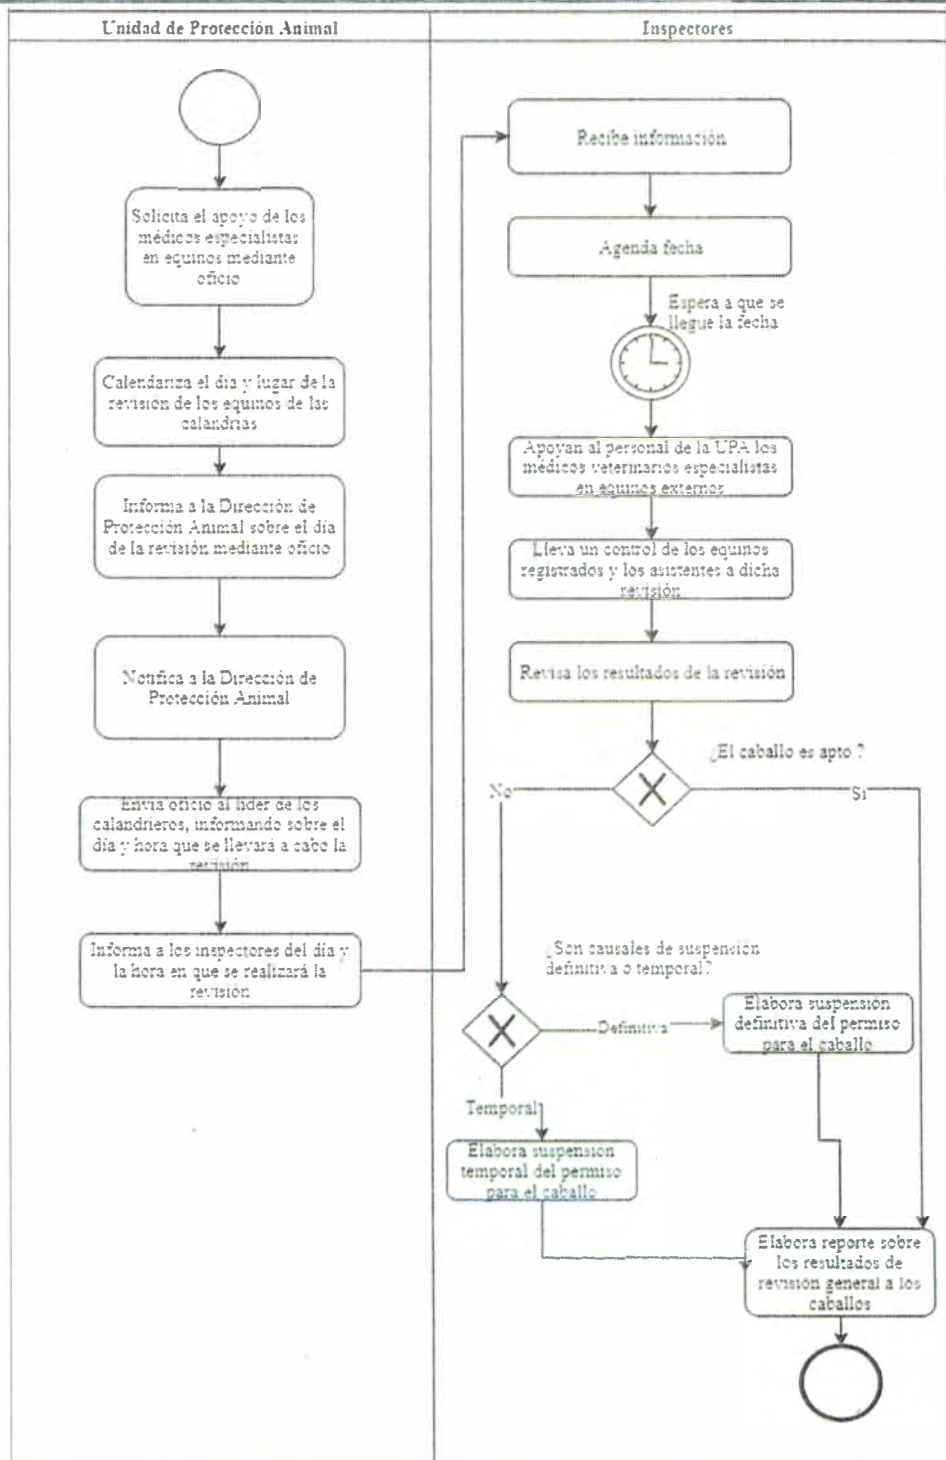 Unidad de Protección Animal
Solicita el apoyo de los
médicos especialistas
en equinos mediante
oficio
Calendariza el día y lugar de la
revisión de los equinos de las
calandrias
Informa a la Dirección de
Protección Animal sobre el día
de la revisión mediante oficio
Notifica a la Dirección de
Protección Animal
Envía oficio al líder de los
calandrieros, informando sobre el
día y hora que se llevará a cabo la
revisión
Informa a los inspectores del día y
la hora en que se realizará la
revisión
Inspectores
Recibe información
Agenda fecha
Espera a que se
llegue la fecha
Apoyan al personal de la UPA los
médicos veterinarios especialistas
en equinos externos
Lleva un control de los equinos
registrados y los asistentes a dicha
revisión
Revisa los resultados de la revisión
¿El caballo es apto ?
No
Si
¿Son causales de suspensión
definitiva o temporal?
Definitiva
Elabora suspensión
definitiva del permiso
para el caballo
Temporal
Elabora suspensión
temporal del permiso
para el caballo
Elabora reporte sobre
los resultados de
revisión general a los
caballos